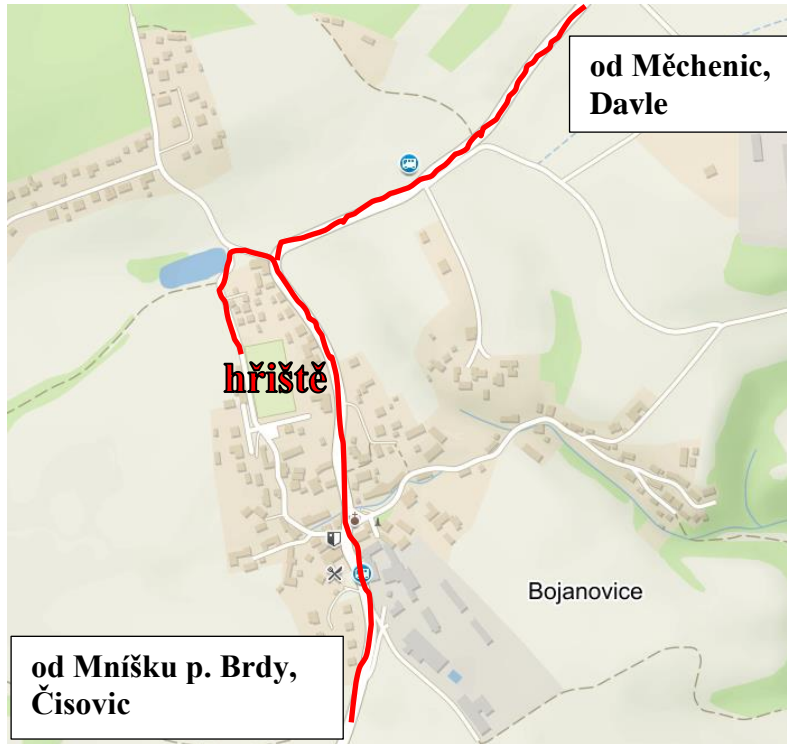 od Měchenic,
Davle
hřiště
Bojanovice
od Mníšku p. Brdy,
Čisovic